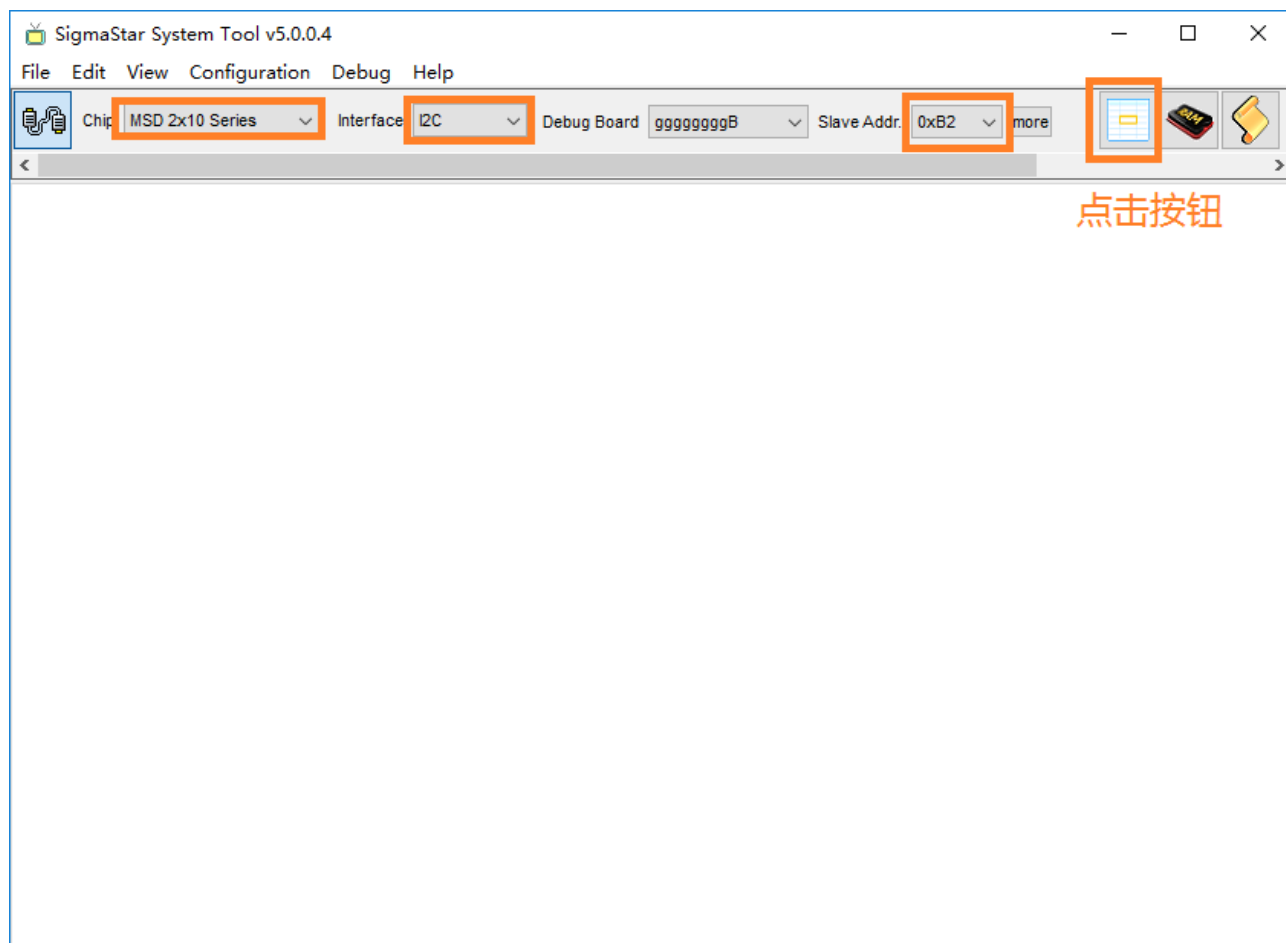 SigmaStar System Tool v5.0.0.4
File Edit View Configuration Debug Help
Chip MSD 2x10 Series Interface I2C Debug Board ggggggggB Slave Addr. 0xB2 more
RAM
点击按钮